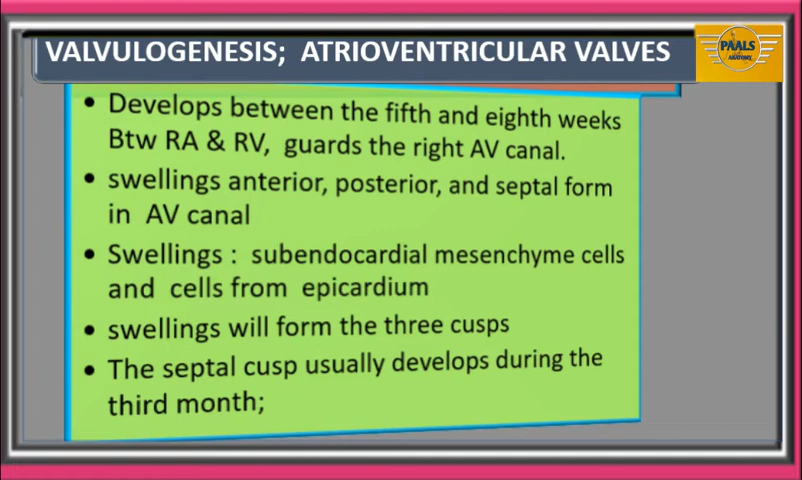 VALVULOGENESIS; ATRIOVENTRICULAR VALVES
PAALS
ANATOMY
• Develops between the fifth and eighth weeks
Btw RA & RV, guards the right AV canal.
• swellings anterior, posterior, and septal form
in AV canal
• Swellings : subendocardial mesenchyme cells
and cells from epicardium
• swellings will form the three cusps
• The septal cusp usually develops during the
third month;